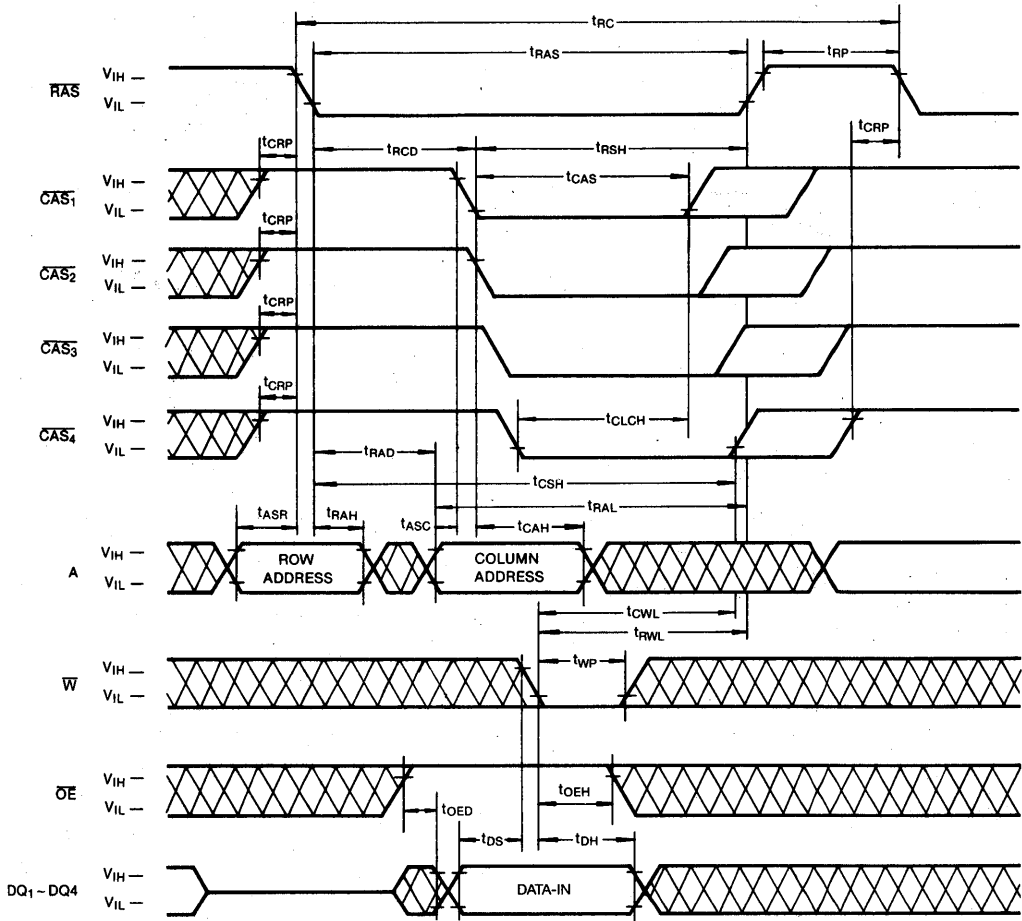 tRC
tRAS
tRP
RAS
VIH
VIL
tCRP
tRCD
tRSH
tCRP
CAS1
VIH
VIL
tCAS
tCRP
CAS2
VIH
VIL
tCRP
CAS3
VIH
VIL
tCRP
CAS4
VIH
VIL
tCLCH
tRAD
tCSH
tRAL
tASR
tRAH
tASC
tCAH
A
VIH
VIL
ROW
ADDRESS
COLUMN
ADDRESS
tCWL
tRWL
W
VIH
VIL
tWP
OE
VIH
VIL
tOED
tOEH
tDS
tDH
DQ1 ~ DQ4
VIH
VIL
DATA-IN